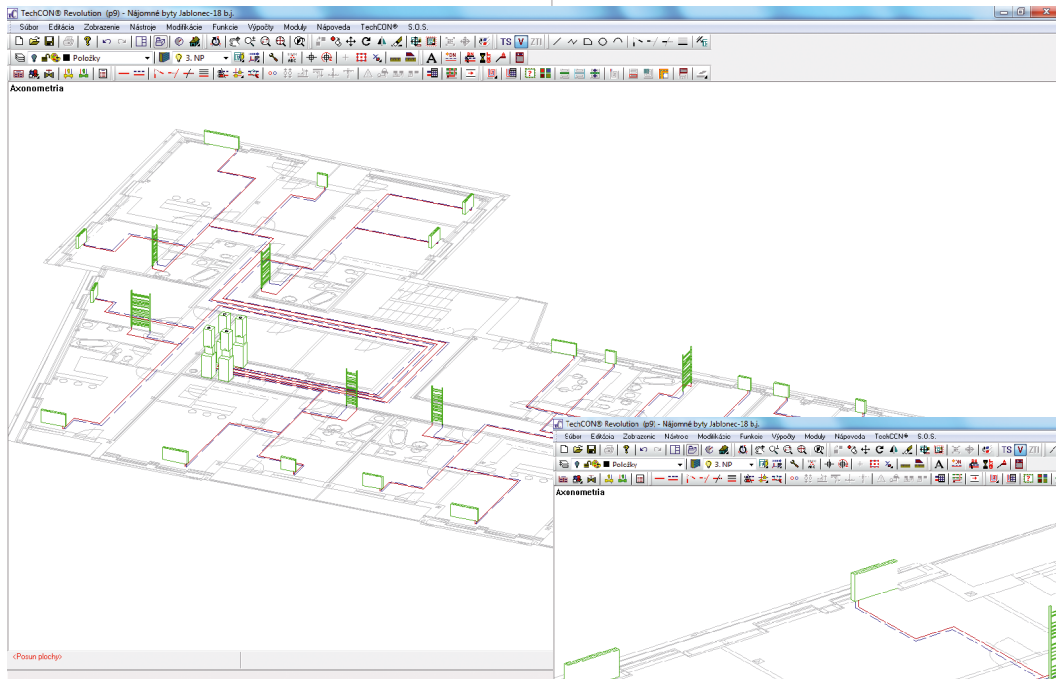 TechCON® Revolution (p9) - Nájomné byty Jablonec-18 b.j.
Súbor Editácia Zobrazenie Nástroje Modifikácie Funkcie Výpočty Moduly Nápoveda TechCON® S.O.S.
TS V ZTI
Položky 3. NP A
Axonometria
TechCON® Revolution (p9) - Nájomné byty Jablonec-18 b.j.
Súbor Editácia Zobrazenie Nástroje Modifikácie Funkcie Výpočty Moduly Nápoveda TechCON® S.O.S.
TS V ZTI
Položky 3. NP A
Axonometria
<Posun plochy>